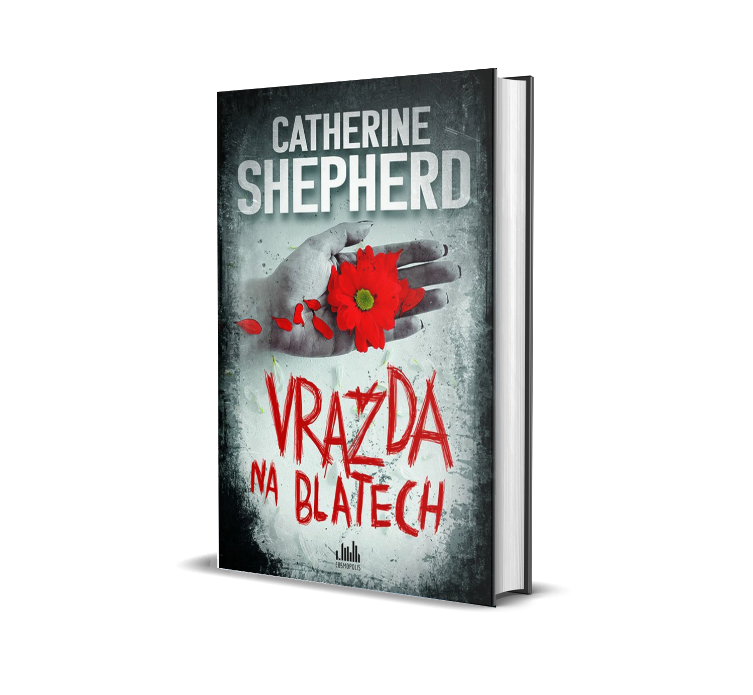 CATHERINE
SHEPHERD
VRAŽDA
NA BLATECH
COSMOPOLIS